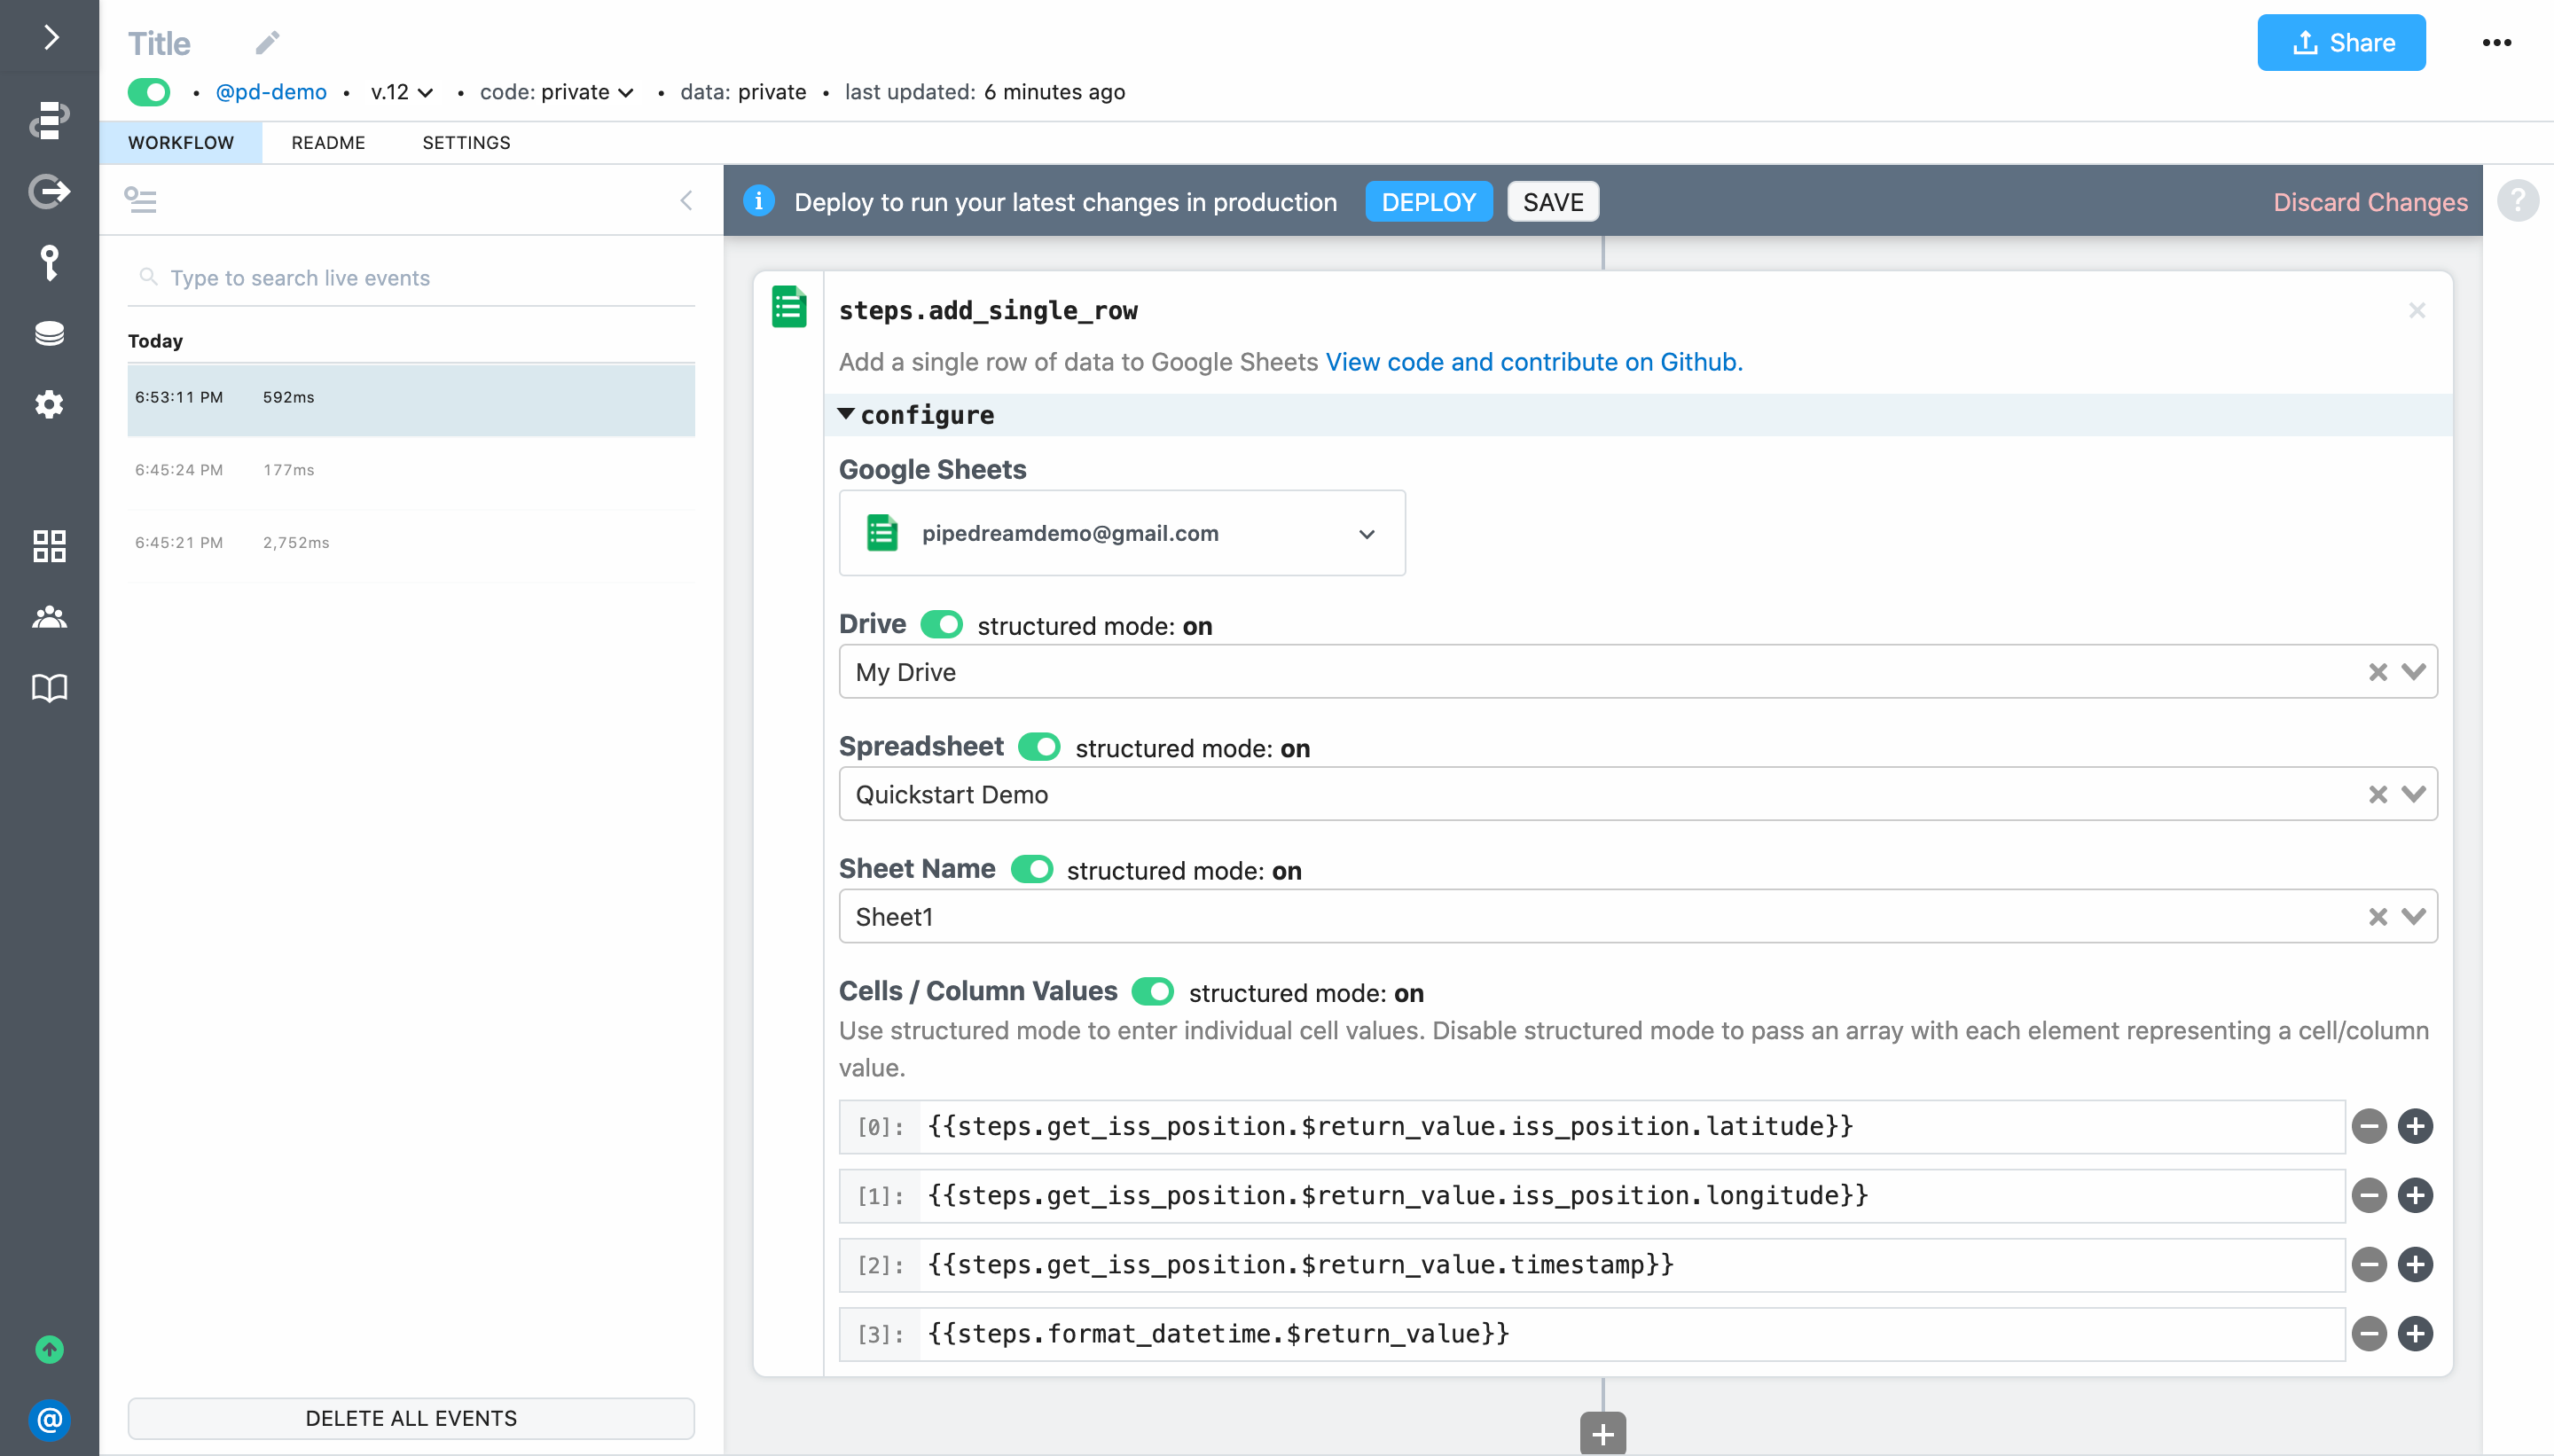 Title
Share
• @pd-demo • v.12 • code: private • data: private • last updated: 6 minutes ago
WORKFLOW README SETTINGS
Deploy to run your latest changes in production DEPLOY SAVE Discard Changes ?
Type to search live events
Today
6:53:11 PM 592ms
6:45:24 PM 177ms
6:45:21 PM 2,752ms
DELETE ALL EVENTS
steps.add_single_row
Add a single row of data to Google Sheets View code and contribute on Github.
configure
Google Sheets
pipedreamdemo@gmail.com
Drive structured mode: on
My Drive
Spreadsheet structured mode: on
Quickstart Demo
Sheet Name structured mode: on
Sheet1
Cells / Column Values structured mode: on
Use structured mode to enter individual cell values. Disable structured mode to pass an array with each element representing a cell/column
value.
[0]: {{steps.get_iss_position.$return_value.iss_position.latitude}}
[1]: {{steps.get_iss_position.$return_value.iss_position.longitude}}
[2]: {{steps.get_iss_position.$return_value.timestamp}}
[3]: {{steps.format_datetime.$return_value}}